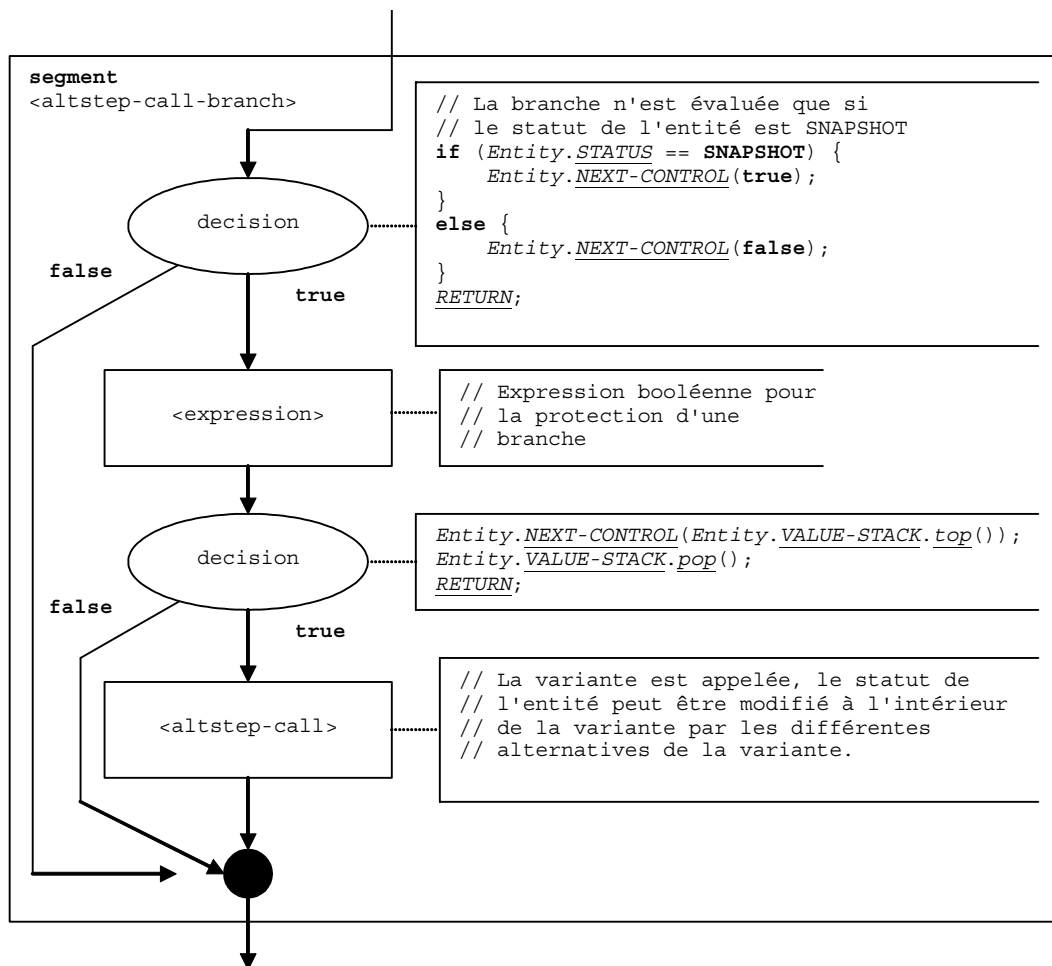 segment
<altstep-call-branch>
// La branche n'est évaluée que si
// le statut de l'entité est SNAPSHOT
if (Entity.STATUS == SNAPSHOT) {
Entity.NEXT-CONTROL(true);
}
else {
Entity.NEXT-CONTROL(false);
}
RETURN;
decision
false
true
<expression>
// Expression booléenne pour
// la protection d'une
// branche
decision
Entity.NEXT-CONTROL(Entity.VALUE-STACK.top());
Entity.VALUE-STACK.pop();
RETURN;
false
true
<altstep-call>
// La variante est appelée, le statut de
// l'entité peut être modifié à l'intérieur
// de la variante par les différentes
// alternatives de la variante.